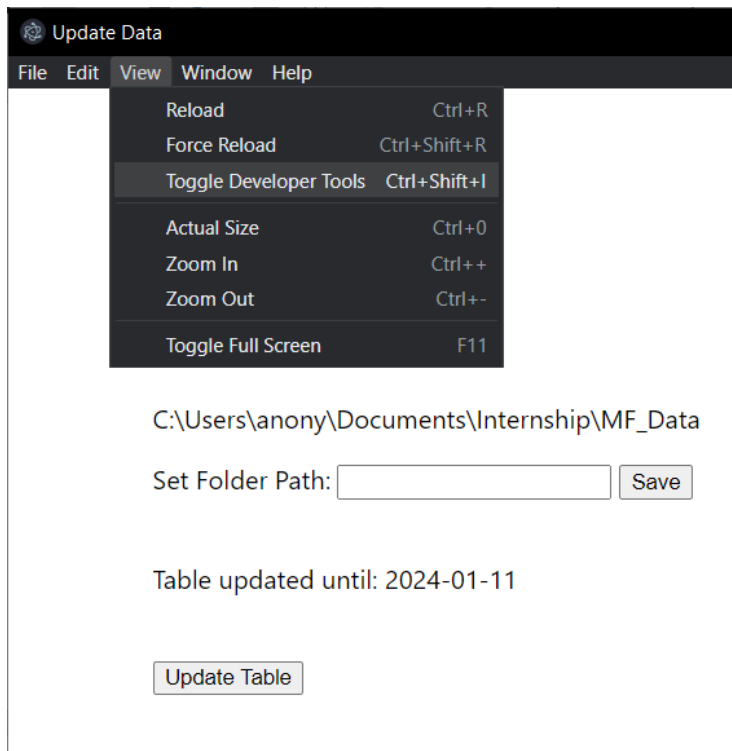 Update Data
File Edit View Window Help
Reload Ctrl+R
Force Reload Ctrl+Shift+R
Toggle Developer Tools Ctrl+Shift+I
Actual Size Ctrl+0
Zoom In Ctrl++
Zoom Out Ctrl+-
Toggle Full Screen F11
C:\Users\anony\Documents\Internship\MF_Data
Set Folder Path: Save
Table updated until: 2024-01-11
Update Table